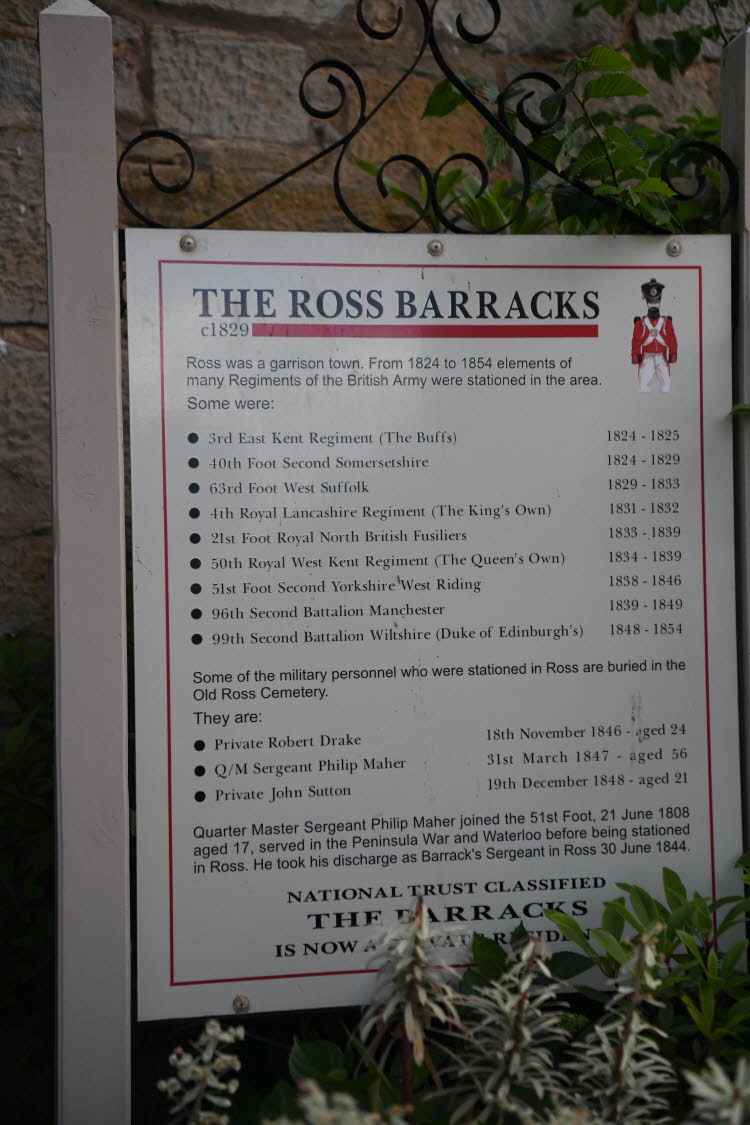 THE ROSS BARRACKS
c1829
Ross was a garrison town. From 1824 to 1854 elements of
many Regiments of the British Army were stationed in the area.
Some were:
● 3rd East Kent Regiment (The Buffs) 1824 - 1825
● 40th Foot Second Somersetshire 1824 - 1829
● 63rd Foot West Suffolk 1829 - 1833
● 4th Royal Lancashire Regiment (The King's Own) 1831 - 1832
● 21st Foot Royal North British Fusiliers 1833 - 1839
● 50th Royal West Kent Regiment (The Queen's Own) 1834 - 1839
● 51st Foot Second Yorkshire West Riding 1838 - 1846
● 96th Second Battalion Manchester 1839 - 1849
● 99th Second Battalion Wiltshire (Duke of Edinburgh's) 1848 - 1854
Some of the military personnel who were stationed in Ross are buried in the
Old Ross Cemetery.
They are:
● Private Robert Drake 18th November 1846 - aged 24
● Q/M Sergeant Philip Maher 31st March 1847 - aged 56
● Private John Sutton 19th December 1848 - aged 21
Quarter Master Sergeant Philip Maher joined the 51st Foot, 21 June 1808
aged 17, served in the Peninsula War and Waterloo before being stationed
in Ross. He took his discharge as Barrack's Sergeant in Ross 30 June 1844.
NATIONAL TRUST CLASSIFIED
THE BARRACKS
IS NOW A PRIVATE